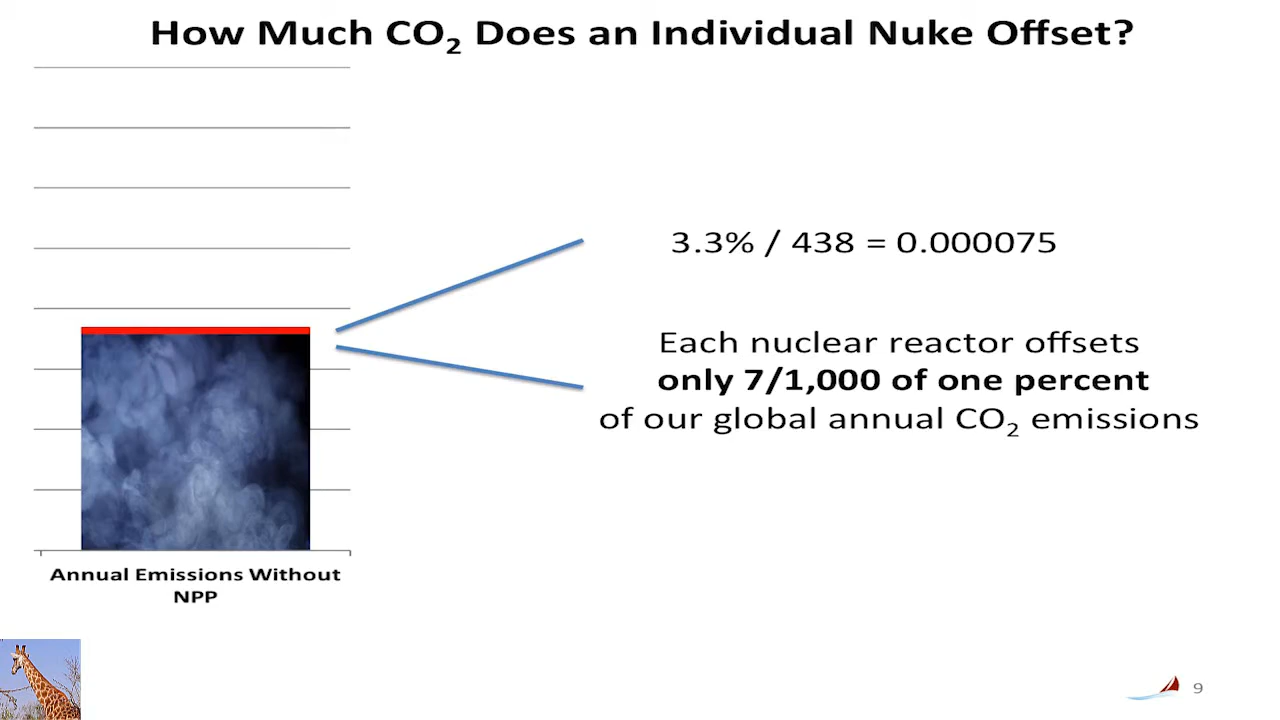 How Much CO₂ Does an Individual Nuke Offset?
3.3% / 438 = 0.000075
Each nuclear reactor offsets
only 7/1,000 of one percent
of our global annual CO₂ emissions
Annual Emissions Without
NPP
9